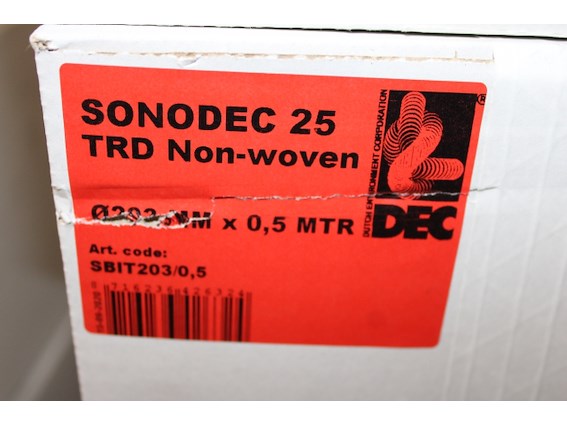 SONODEC 25
TRD Non-woven
x 0,5 MTR
Art. code:
SBIT203/0,5
DUTCH ENVIRONMENT CORPORATION
®
DEC